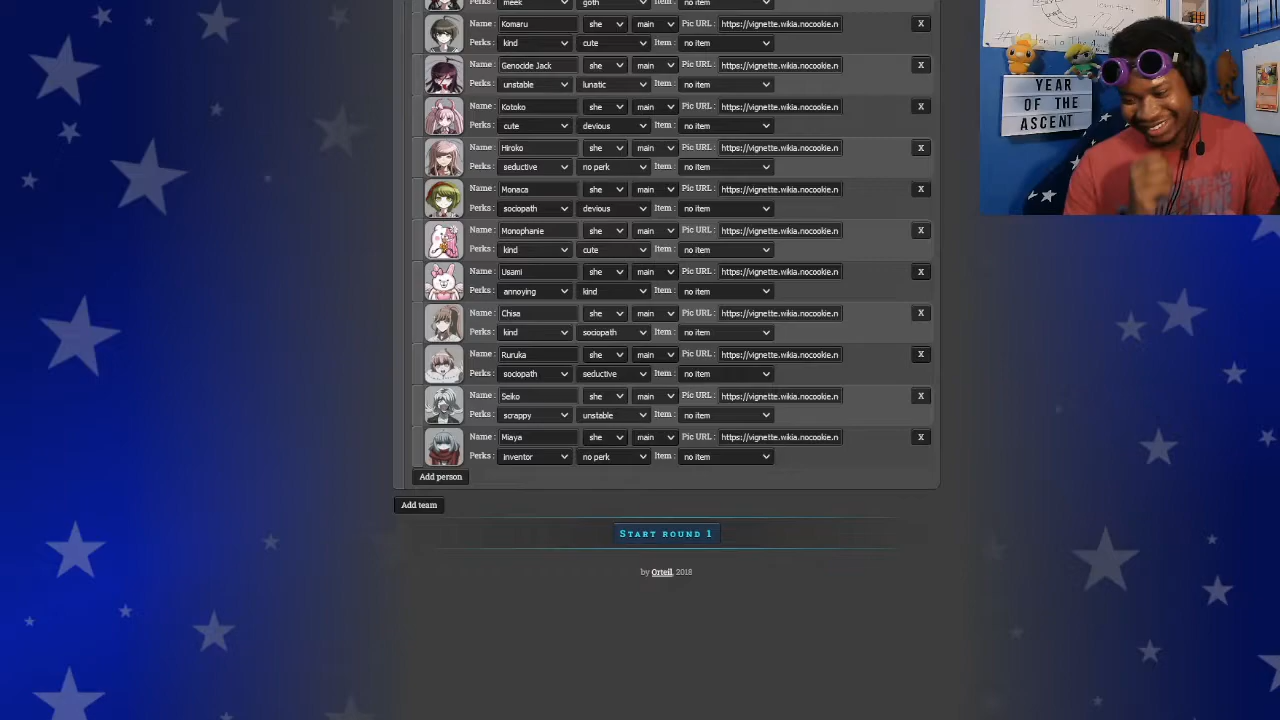 meek goth
Name : Komaru she main Pic URL : https://vignette.wikia.nocookie.n X
Perks : kind cute Item : no item
Name : Genocide Jack she main Pic URL : https://vignette.wikia.nocookie.n X
Perks : unstable lunatic Item : no item
Name : Kotoko she main Pic URL : https://vignette.wikia.nocookie.n X
Perks : cute devious Item : no item
Name : Hiroko she main Pic URL : https://vignette.wikia.nocookie.n X
Perks : seductive no perk Item : no item
Name : Monaca she main Pic URL : https://vignette.wikia.nocookie.n X
Perks : sociopath devious Item : no item
Name : Monophanie she main Pic URL : https://vignette.wikia.nocookie.n X
Perks : kind cute Item : no item
Name : Usami she main Pic URL : https://vignette.wikia.nocookie.n X
Perks : annoying kind Item : no item
Name : Chisa she main Pic URL : https://vignette.wikia.nocookie.n X
Perks : kind sociopath Item : no item
Name : Ruruka she main Pic URL : https://vignette.wikia.nocookie.n X
Perks : sociopath seductive Item : no item
Name : Seiko she main Pic URL : https://vignette.wikia.nocookie.n X
Perks : scrappy unstable Item : no item
Name : Miaya she main Pic URL : https://vignette.wikia.nocookie.n X
Perks : inventor no perk Item : no item
Add person
Add team
START ROUND 1
by Orteil, 2018
YEAR
OF THE
ASCENT